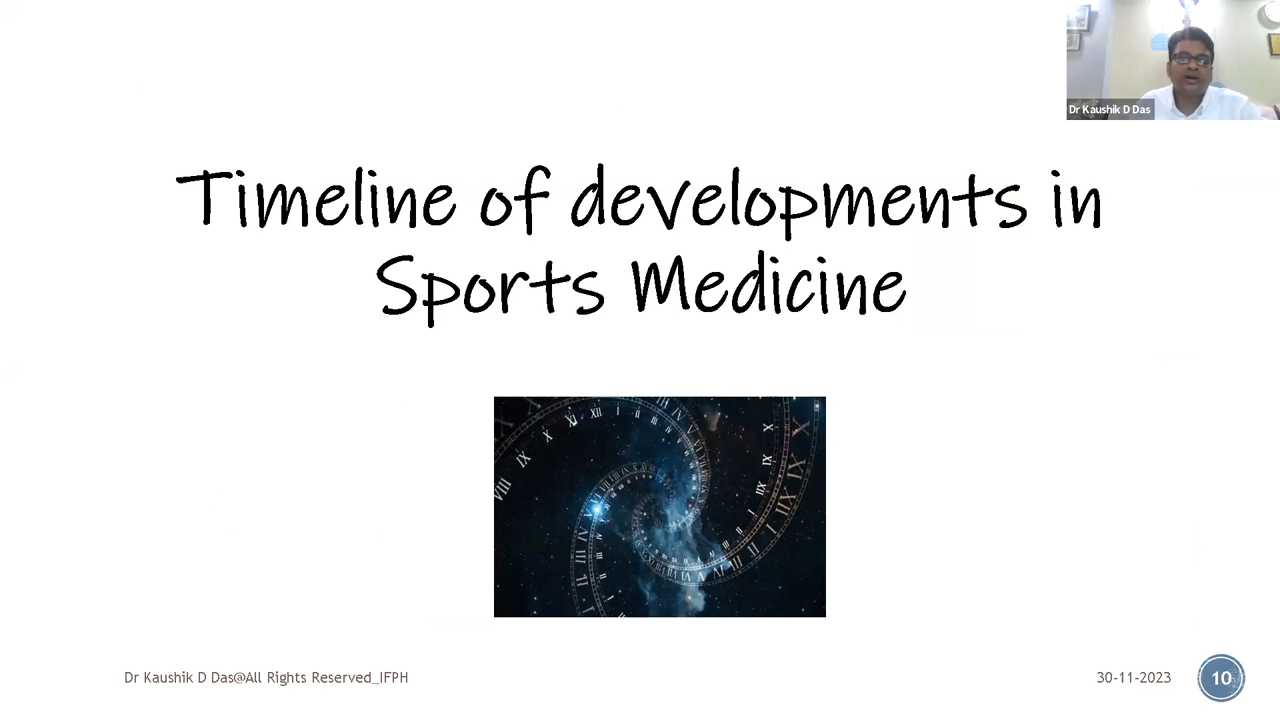 Dr Kaushik D Das
Timeline of developments in
Sports Medicine
Dr Kaushik D Das@All Rights Reserved_IFPH
30-11-2023
10